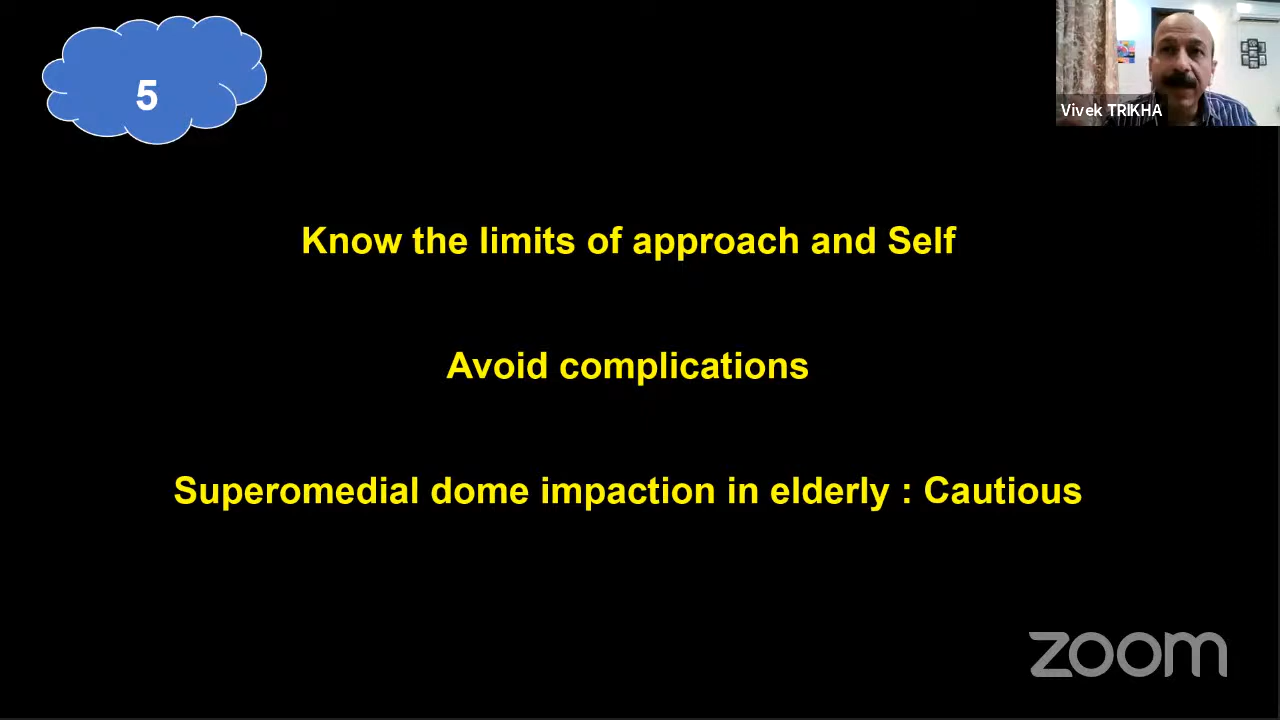 5
Vivek TRIKHA
Know the limits of approach and Self
Avoid complications
Superomedial dome impaction in elderly : Cautious
zoom